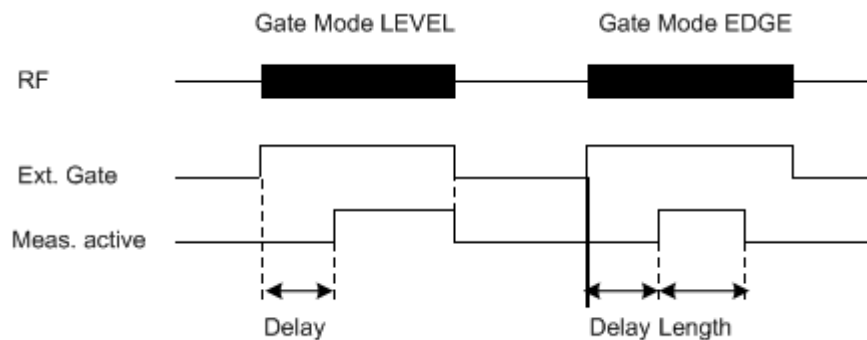 Gate Mode LEVEL
Gate Mode EDGE
RF
Ext. Gate
Meas. active
Delay
Delay Length